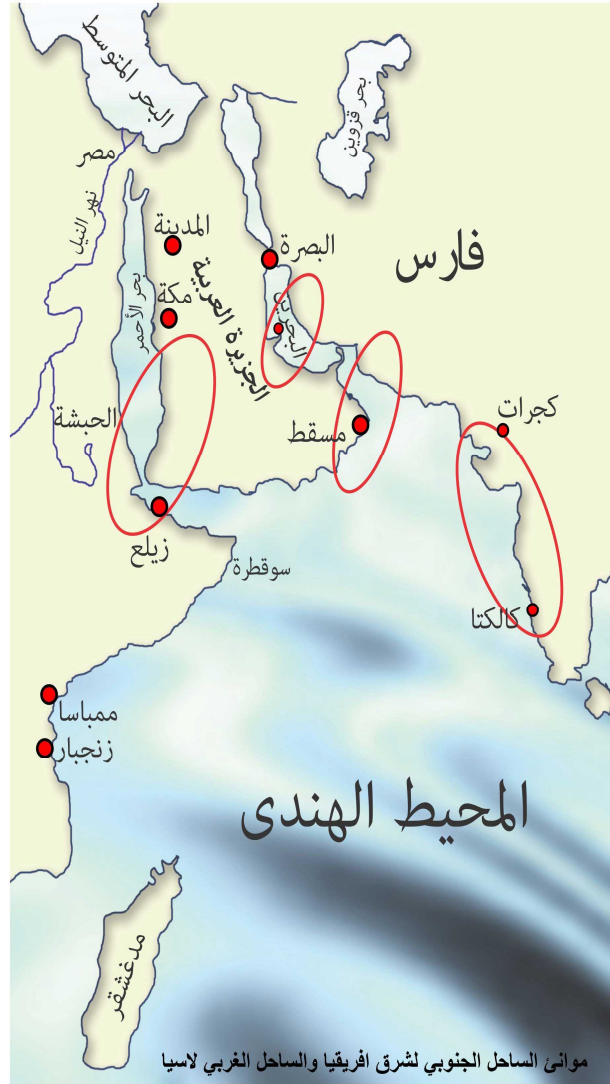 البحر المتوسط
بحر قزوين
مصر
نهر النيل
المدينة
البصرة
فارس
بحر الأحمر
مكة
الجزيرة العربية
البحرين
الحبشة
مسقط
كجرات
زيلع
سوقطرة
كالكتا
ممباسا
زنجبار
المحيط الهندى
مدغشقر
موانئ الساحل الجنوبي لشرق افريقيا والساحل الغربي لاسيا